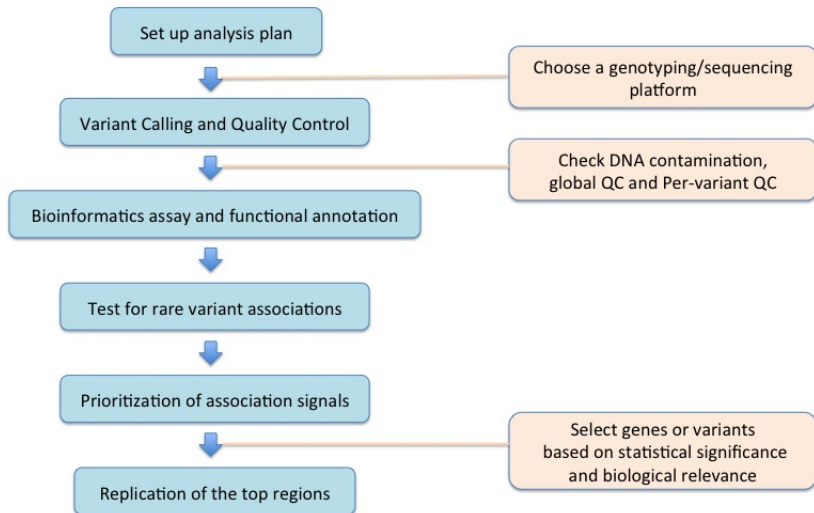 Set up analysis plan
Choose a genotyping/sequencing
platform
Variant Calling and Quality Control
Check DNA contamination,
global QC and Per-variant QC
Bioinformatics assay and functional annotation
Test for rare variant associations
Prioritization of association signals
Select genes or variants
based on statistical significance
and biological relevance
Replication of the top regions